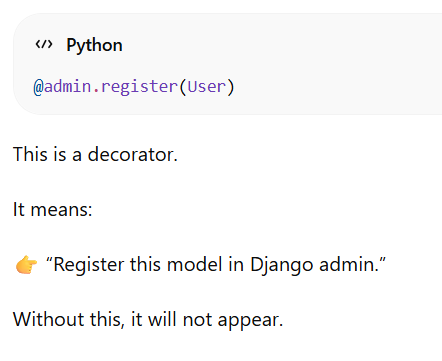 </> Python
@admin.register(User)
This is a decorator.
It means:
👉 “Register this model in Django admin.”
Without this, it will not appear.